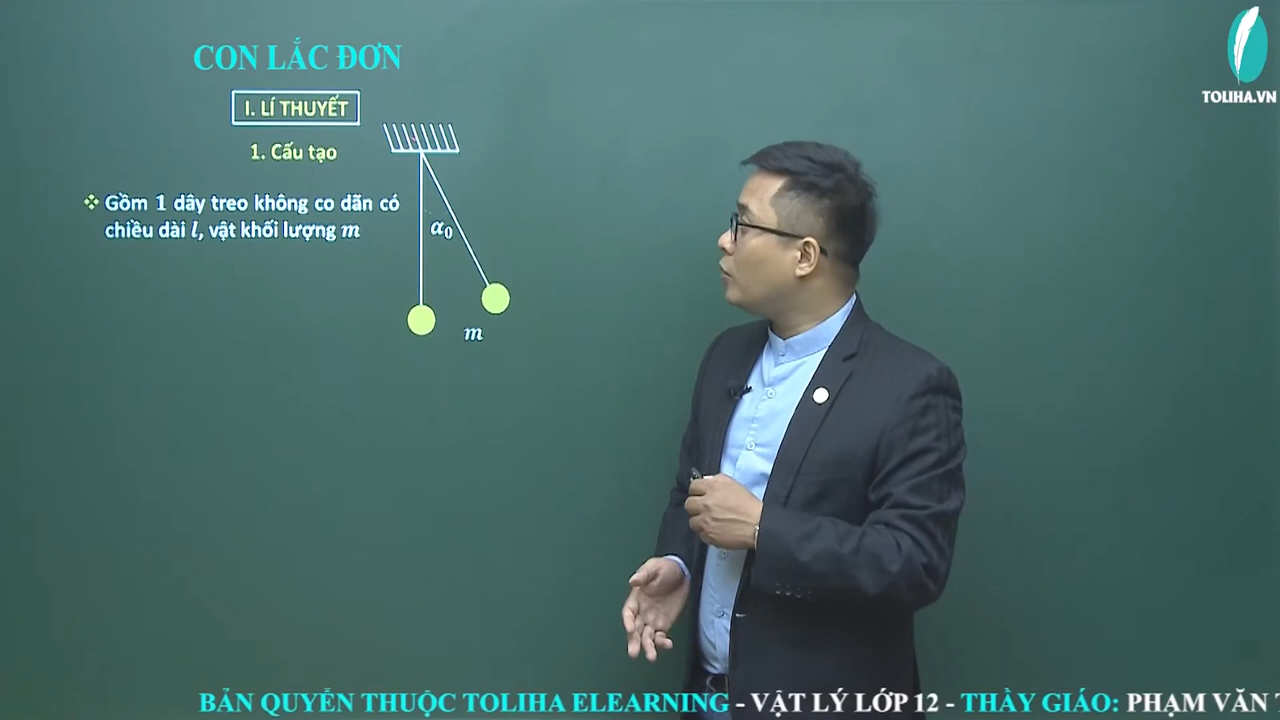 CON LẮC ĐƠN
I. LÍ THUYẾT
1. Cấu tạo
❖ Gồm 1 dây treo không co dãn có
chiều dài l, vật khối lượng m
α₀
m
TOLIHA.VN
BẢN QUYỀN THUỘC TOLIHA ELEARNING - VẬT LÝ LỚP 12 - THẦY GIÁO: PHẠM VĂN